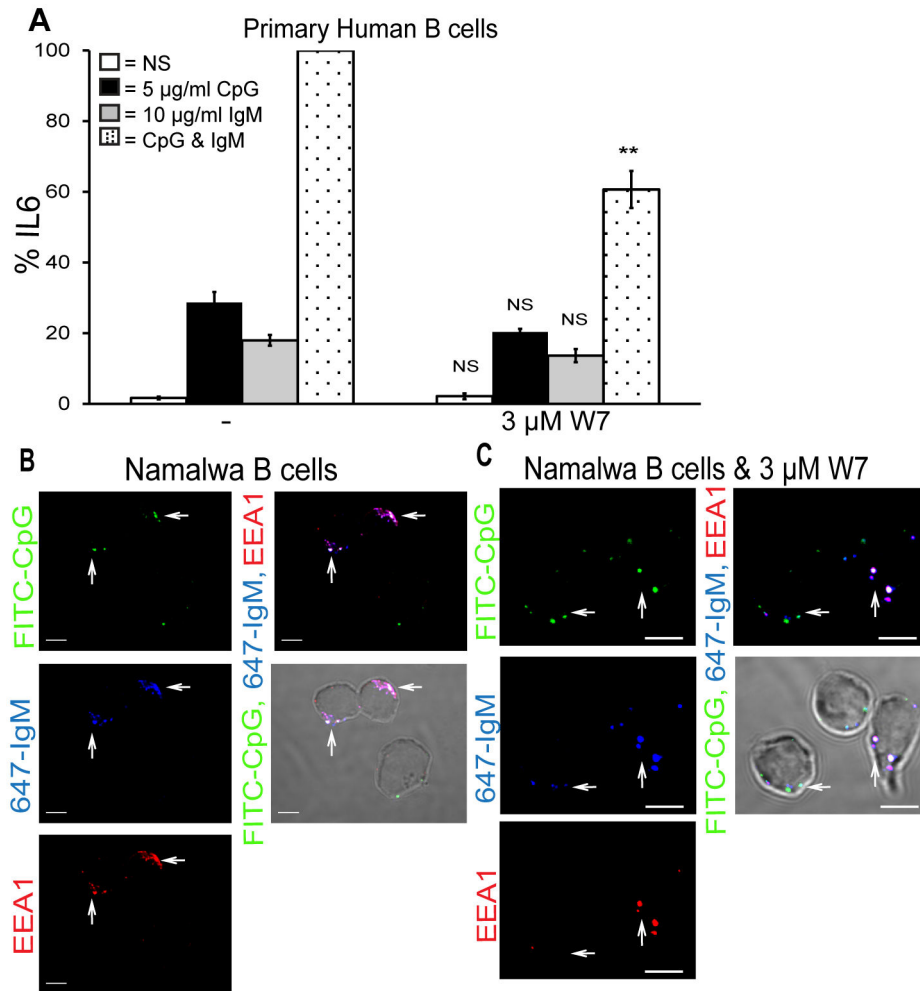 A
Primary Human B cells
= NS
= 5 µg/ml CpG
= 10 µg/ml IgM
= CpG & IgM
% IL6
100
80
60
40
20
0
NS
NS
NS
**
-
3 µM W7
B
Namalwa B cells
FITC-CpG
647-IgM
EEA1
FITC-CpG, 647-IgM, EEA1
C
Namalwa B cells & 3 µM W7
FITC-CpG
647-IgM
EEA1
FITC-CpG, 647-IgM, EEA1